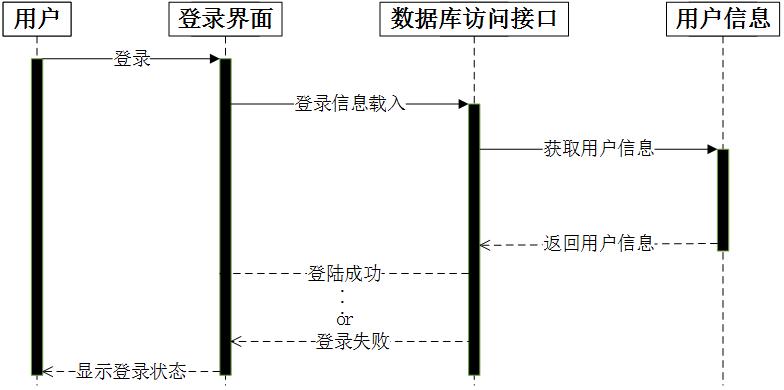 用户
登录界面
数据库访问接口
用户信息
登录
登录信息载入
获取用户信息
返回用户信息
登陆成功
or
登录失败
显示登录状态